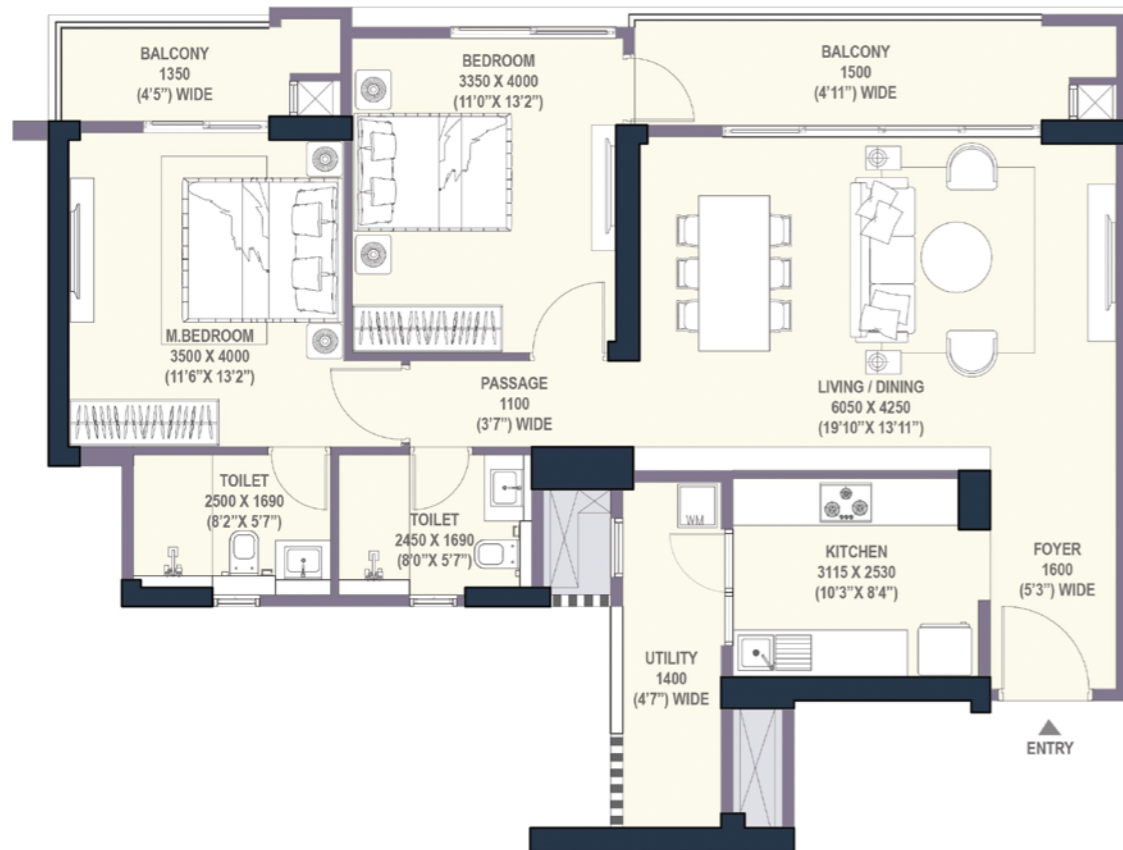 BALCONY
1350
(4'5”) WIDE
BEDROOM
3350 X 4000
(11'0”X 13'2”)
BALCONY
1500
(4'11”) WIDE
M.BEDROOM
3500 X 4000
(11'6”X 13'2”)
PASSAGE
1100
(3'7”) WIDE
LIVING / DINING
6050 X 4250
(19'10”X 13'11”)
TOILET
2500 X 1690
(8'2”X 5'7”)
TOILET
2450 X 1690
(8'0”X 5'7”)
WM
KITCHEN
3115 X 2530
(10'3”X 8'4”)
FOYER
1600
(5'3”) WIDE
UTILITY
1400
(4'7”) WIDE
ENTRY